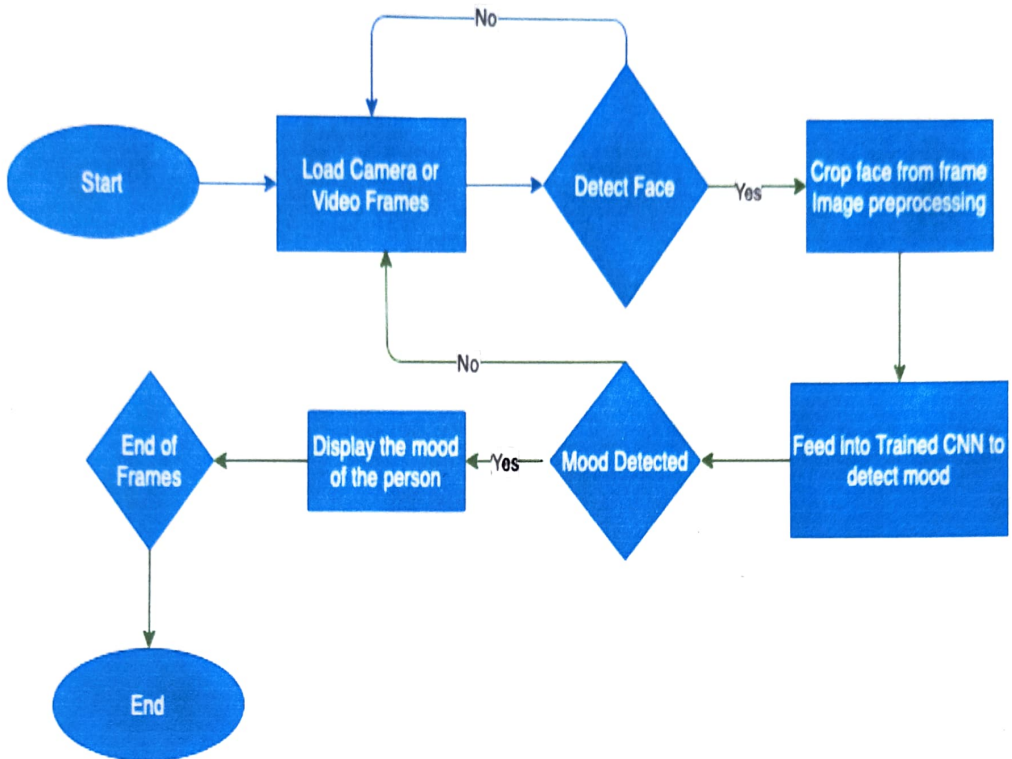 No
Start
Load Camera or
Video Frames
Detect Face
Yes
Crop face from frame
Image preprocessing
No
End of
Frames
Display the mood
of the person
Yes
Mood Detected
Feed into Trained CNN to
detect mood
End